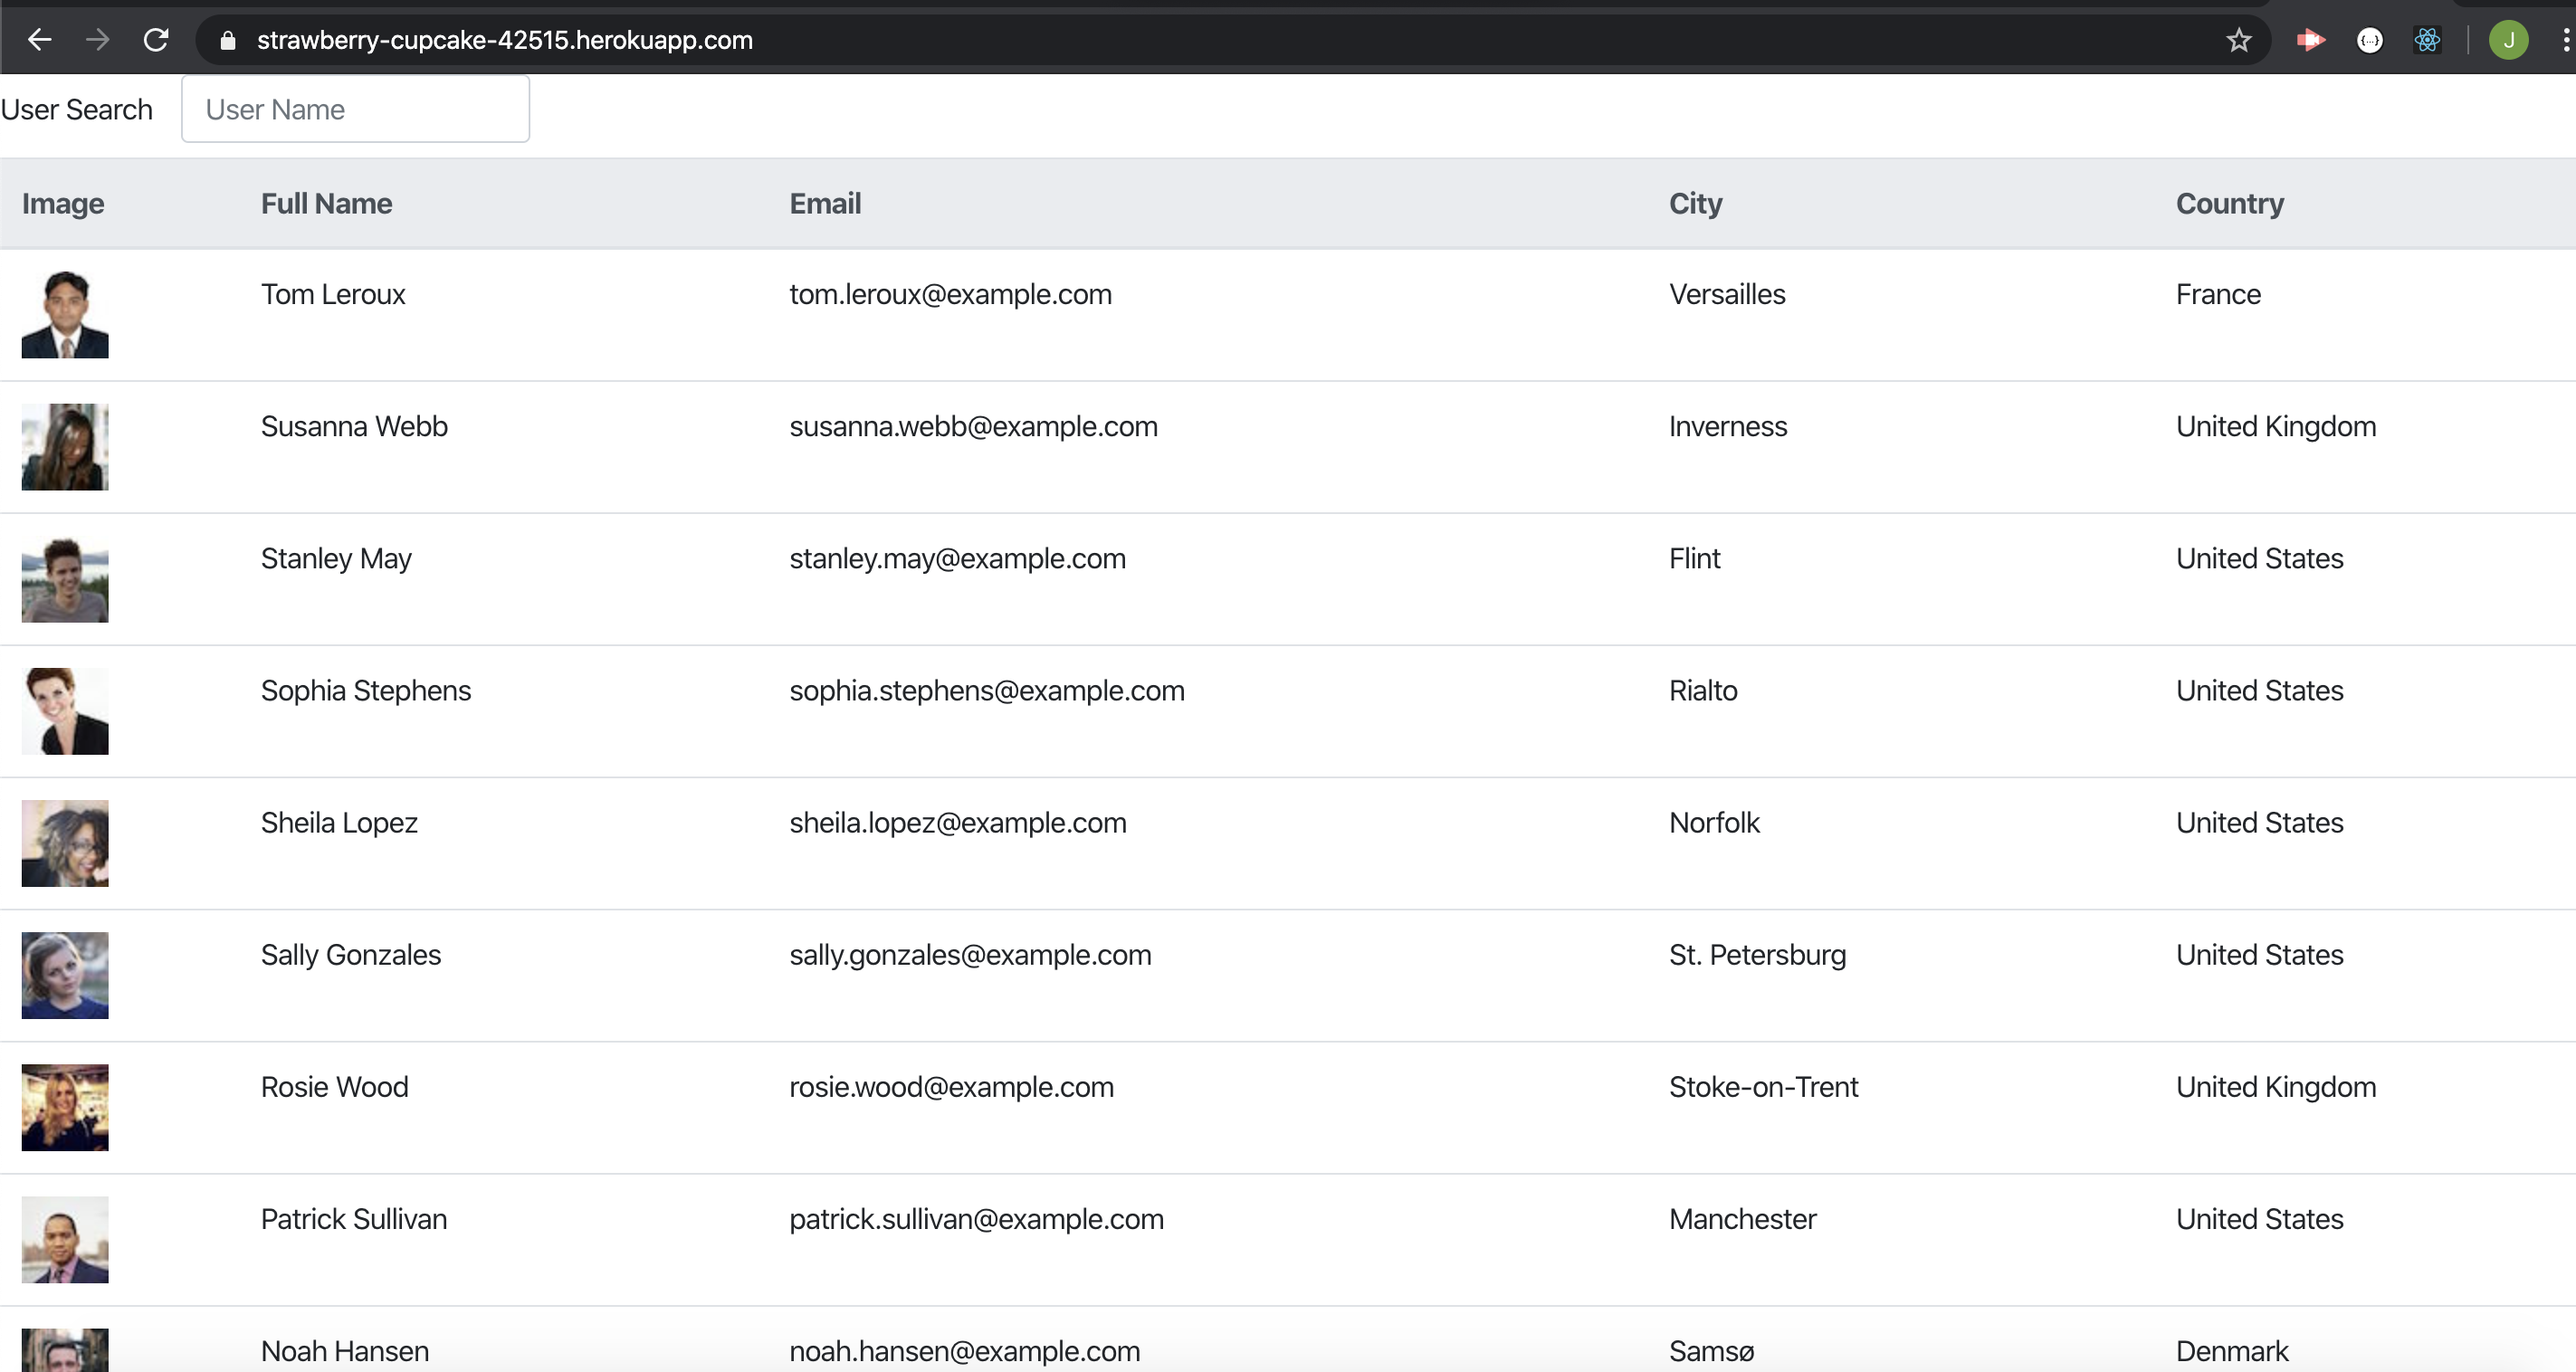 strawberry-cupcake-42515.herokuapp.com
J
User Search User Name
Image Full Name Email City Country
Tom Leroux tom.leroux@example.com Versailles France
Susanna Webb susanna.webb@example.com Inverness United Kingdom
Stanley May stanley.may@example.com Flint United States
Sophia Stephens sophia.stephens@example.com Rialto United States
Sheila Lopez sheila.lopez@example.com Norfolk United States
Sally Gonzales sally.gonzales@example.com St. Petersburg United States
Rosie Wood rosie.wood@example.com Stoke-on-Trent United Kingdom
Patrick Sullivan patrick.sullivan@example.com Manchester United States
Noah Hansen noah.hansen@example.com Samsø Denmark